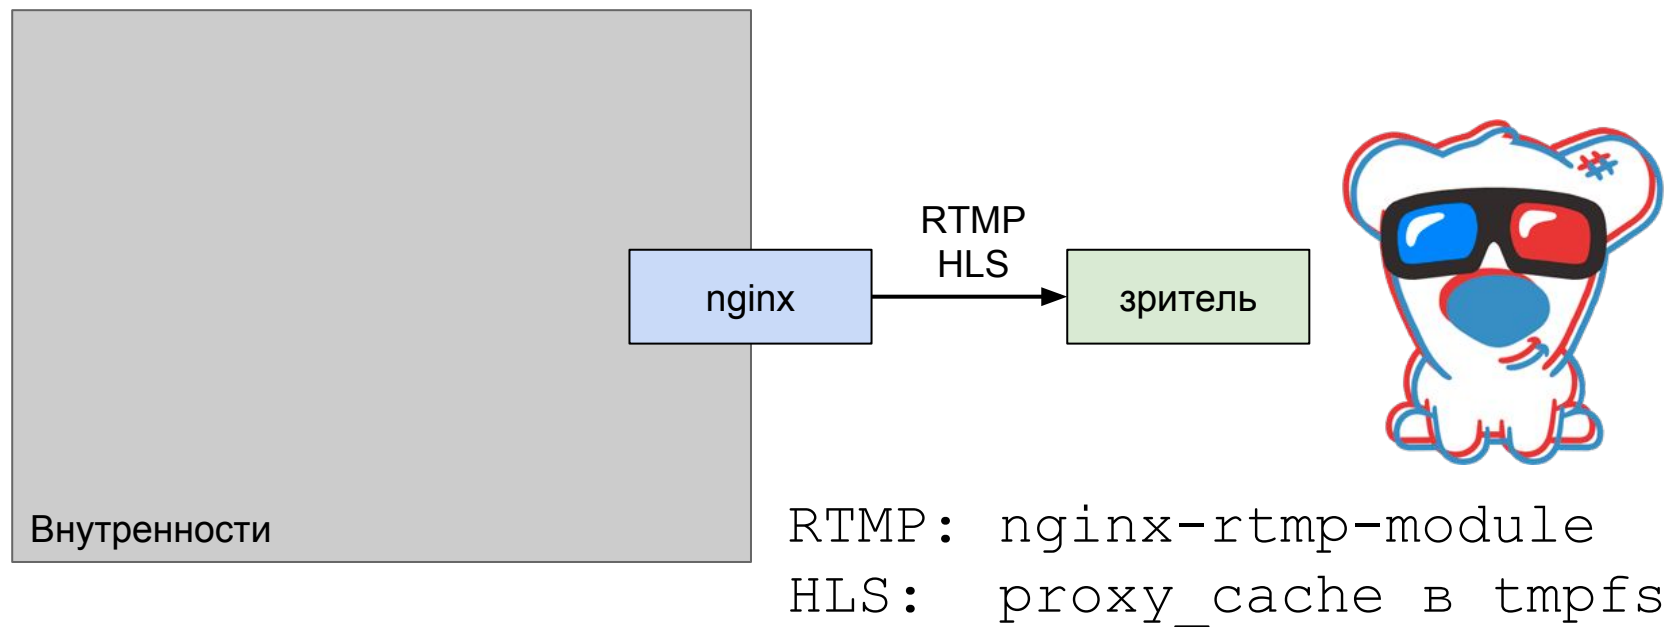 RTMP
HLS
nginx
зритель
Внутренности
RTMP: nginx-rtmp-module
HLS: proxy_cache в tmpfs